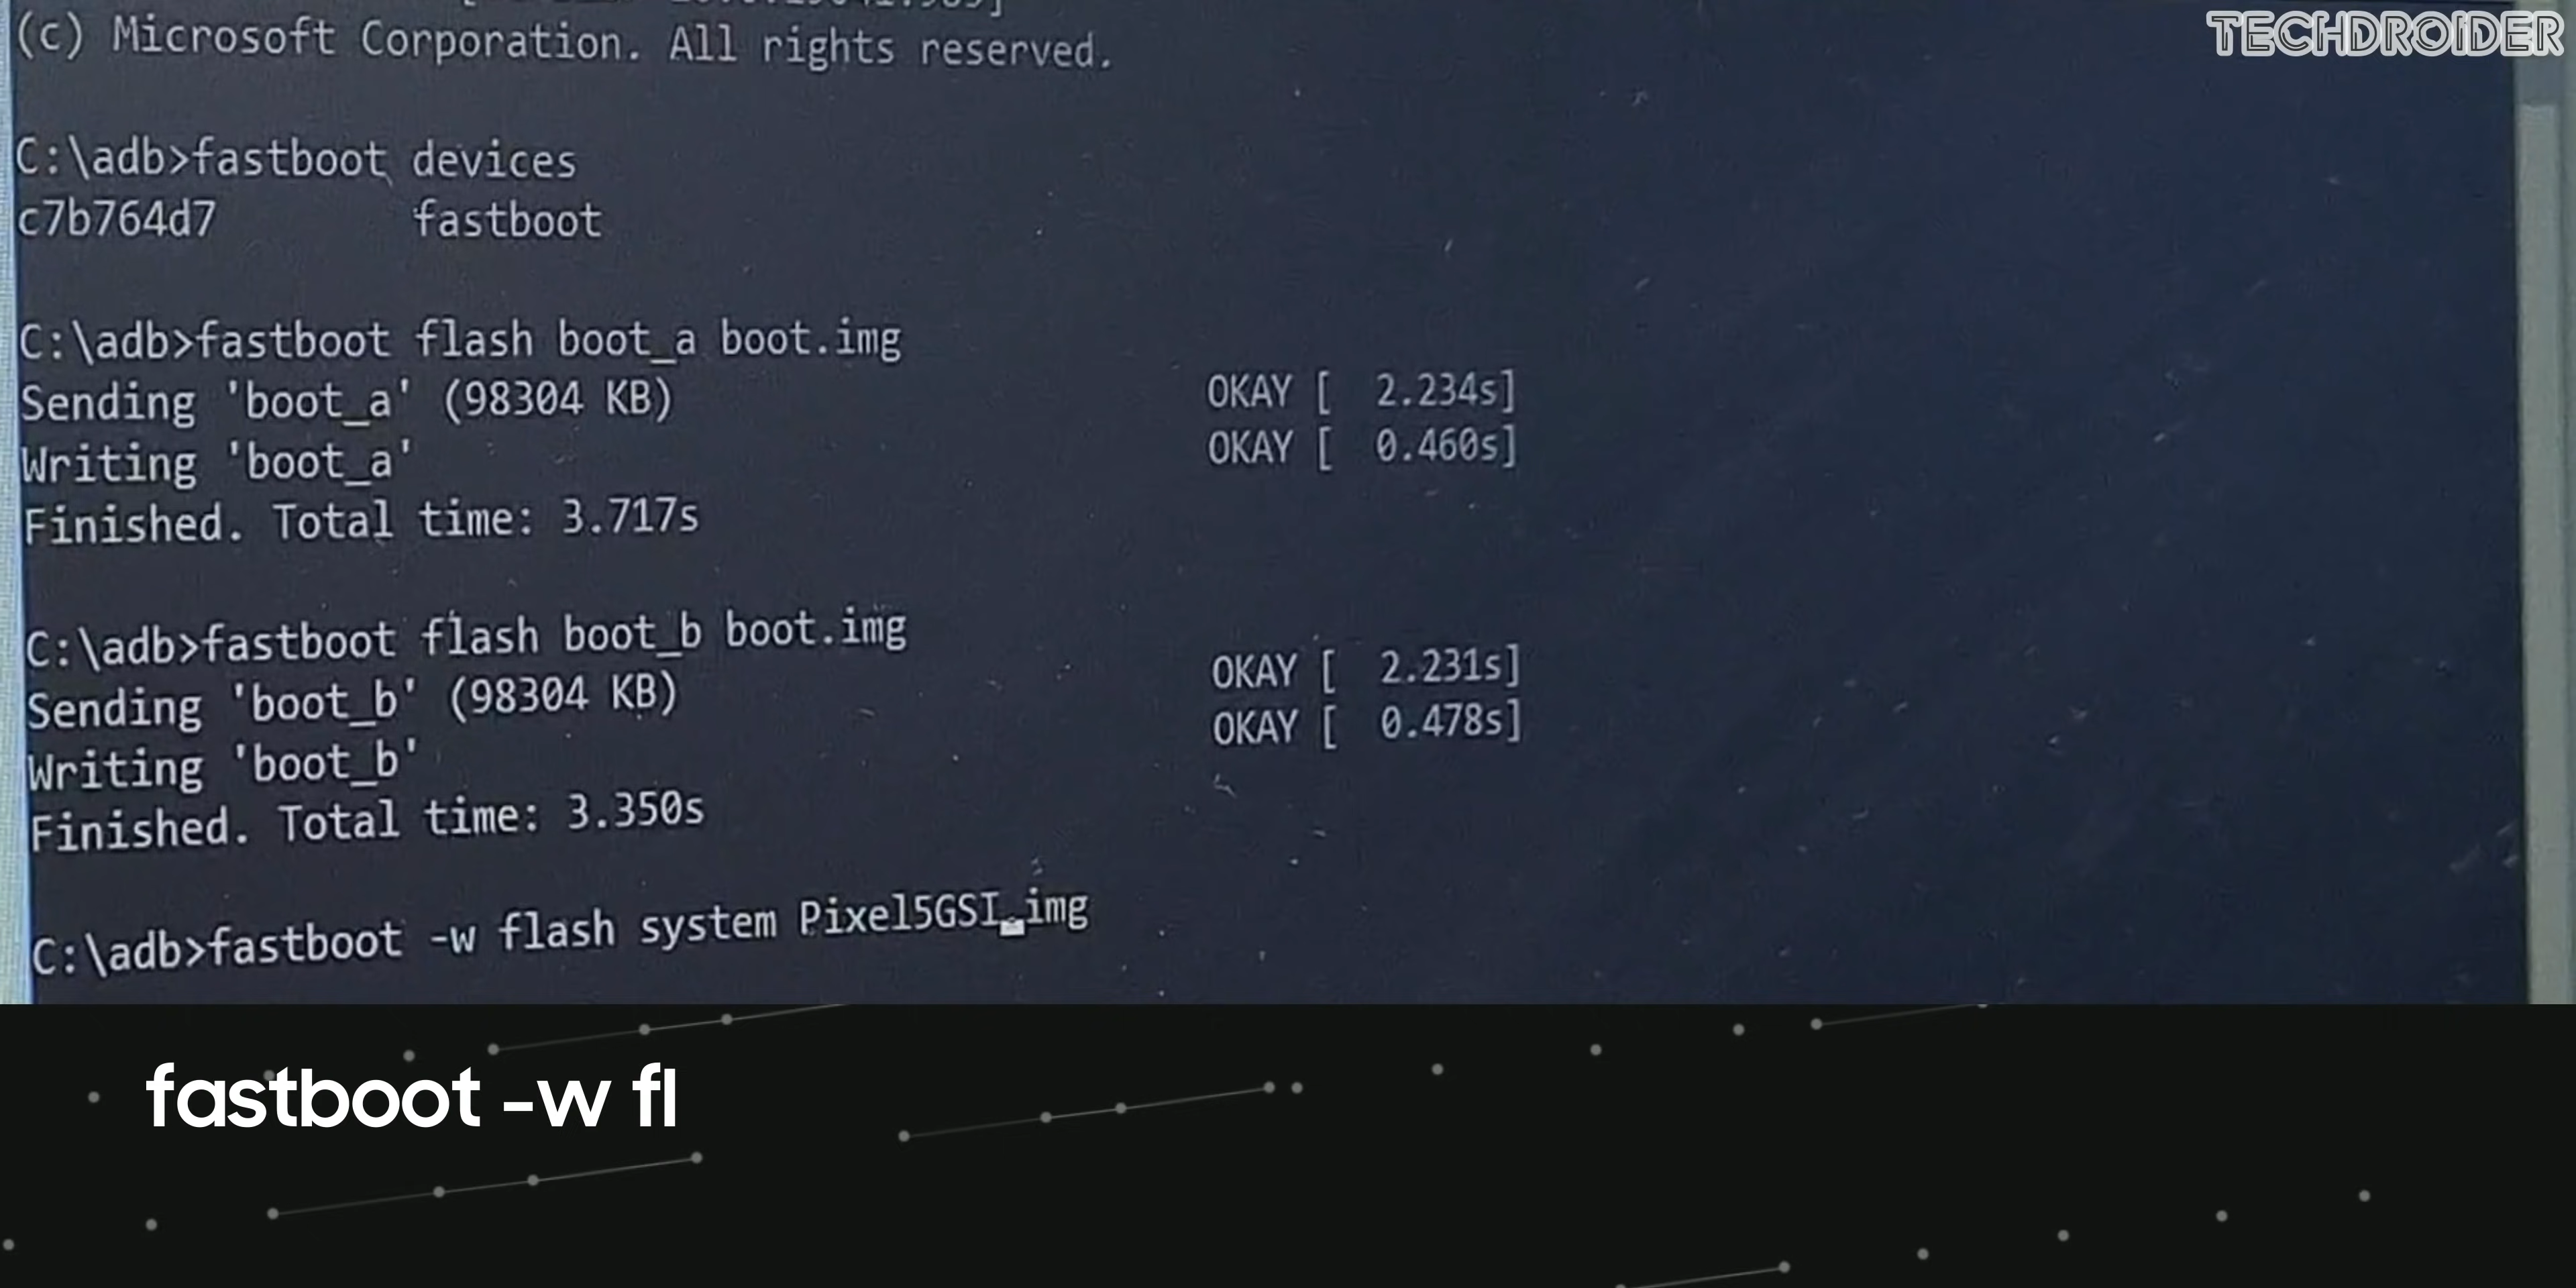 TECHDROIDER
(c) Microsoft Corporation. All rights reserved.
C:\adb>fastboot devices
c7b764d7 fastboot
C:\adb>fastboot flash boot_a boot.img
Sending 'boot_a' (98304 KB) OKAY [ 2.234s]
Writing 'boot_a' OKAY [ 0.460s]
Finished. Total time: 3.717s
C:\adb>fastboot flash boot_b boot.img
Sending 'boot_b' (98304 KB) OKAY [ 2.231s]
Writing 'boot_b' OKAY [ 0.478s]
Finished. Total time: 3.350s
C:\adb>fastboot -w flash system Pixel5GSI.img
fastboot -w fl